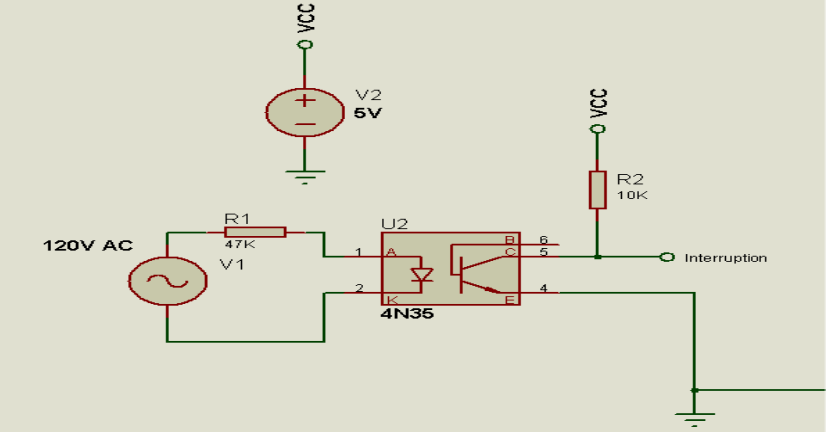 VCC
V2
5V
VCC
R2
10K
R1
47K
120V AC
V1
U2
1
A
2
K
B
6
C
5
E
4
4N35
Interruption